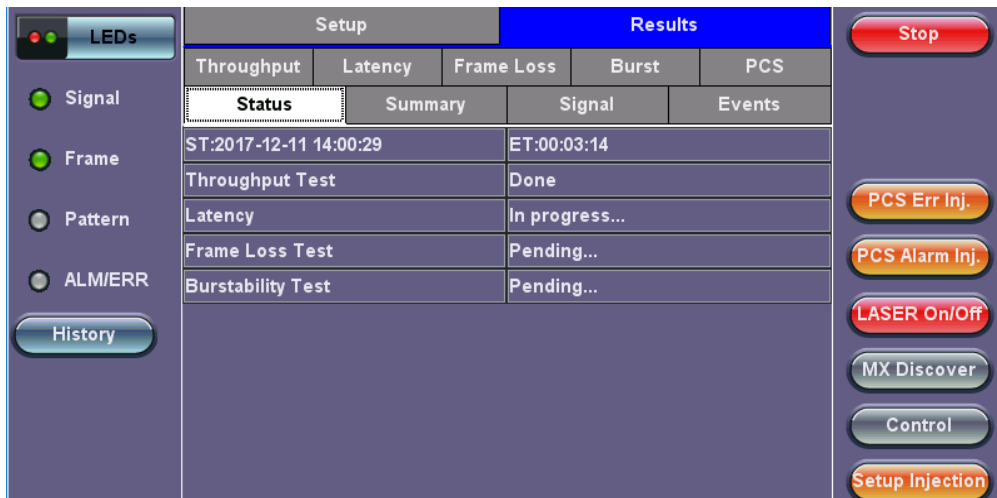 LEDs
Signal
Frame
Pattern
ALM/ERR
History
Setup Results
Throughput Latency Frame Loss Burst PCS
Status Summary Signal Events
ST:2017-12-11 14:00:29 ET:00:03:14
Throughput Test Done
Latency In progress...
Frame Loss Test Pending...
Burstability Test Pending...
Stop
PCS Err Inj.
PCS Alarm Inj.
LASER On/Off
MX Discover
Control
Setup Injection